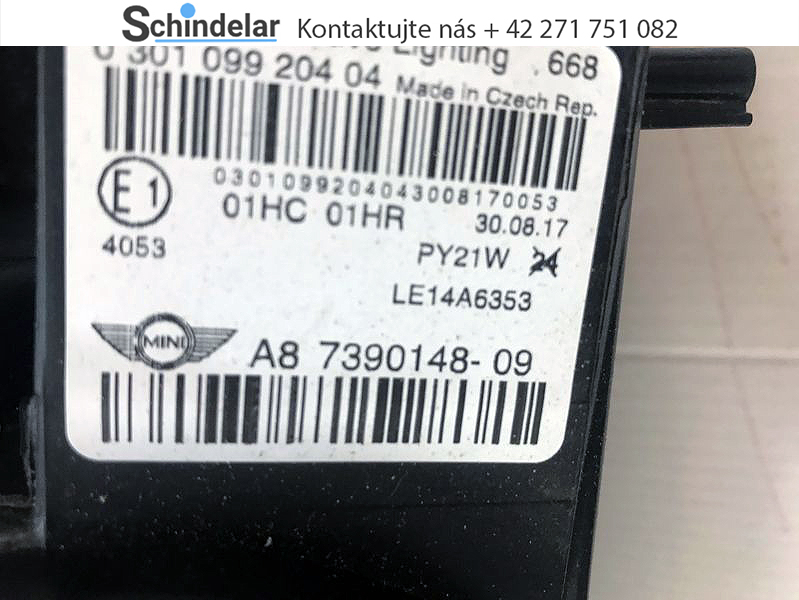 Schindelar Kontaktujte nás + 42 271 751 082
Lighting 668
0 301 099 204 04 Made in Czech Rep.
0301099204043008170053
E1 01HC 01HR 30.08.17
4053 PY21W 24
LE14A6353
MINI A8 7390148-09